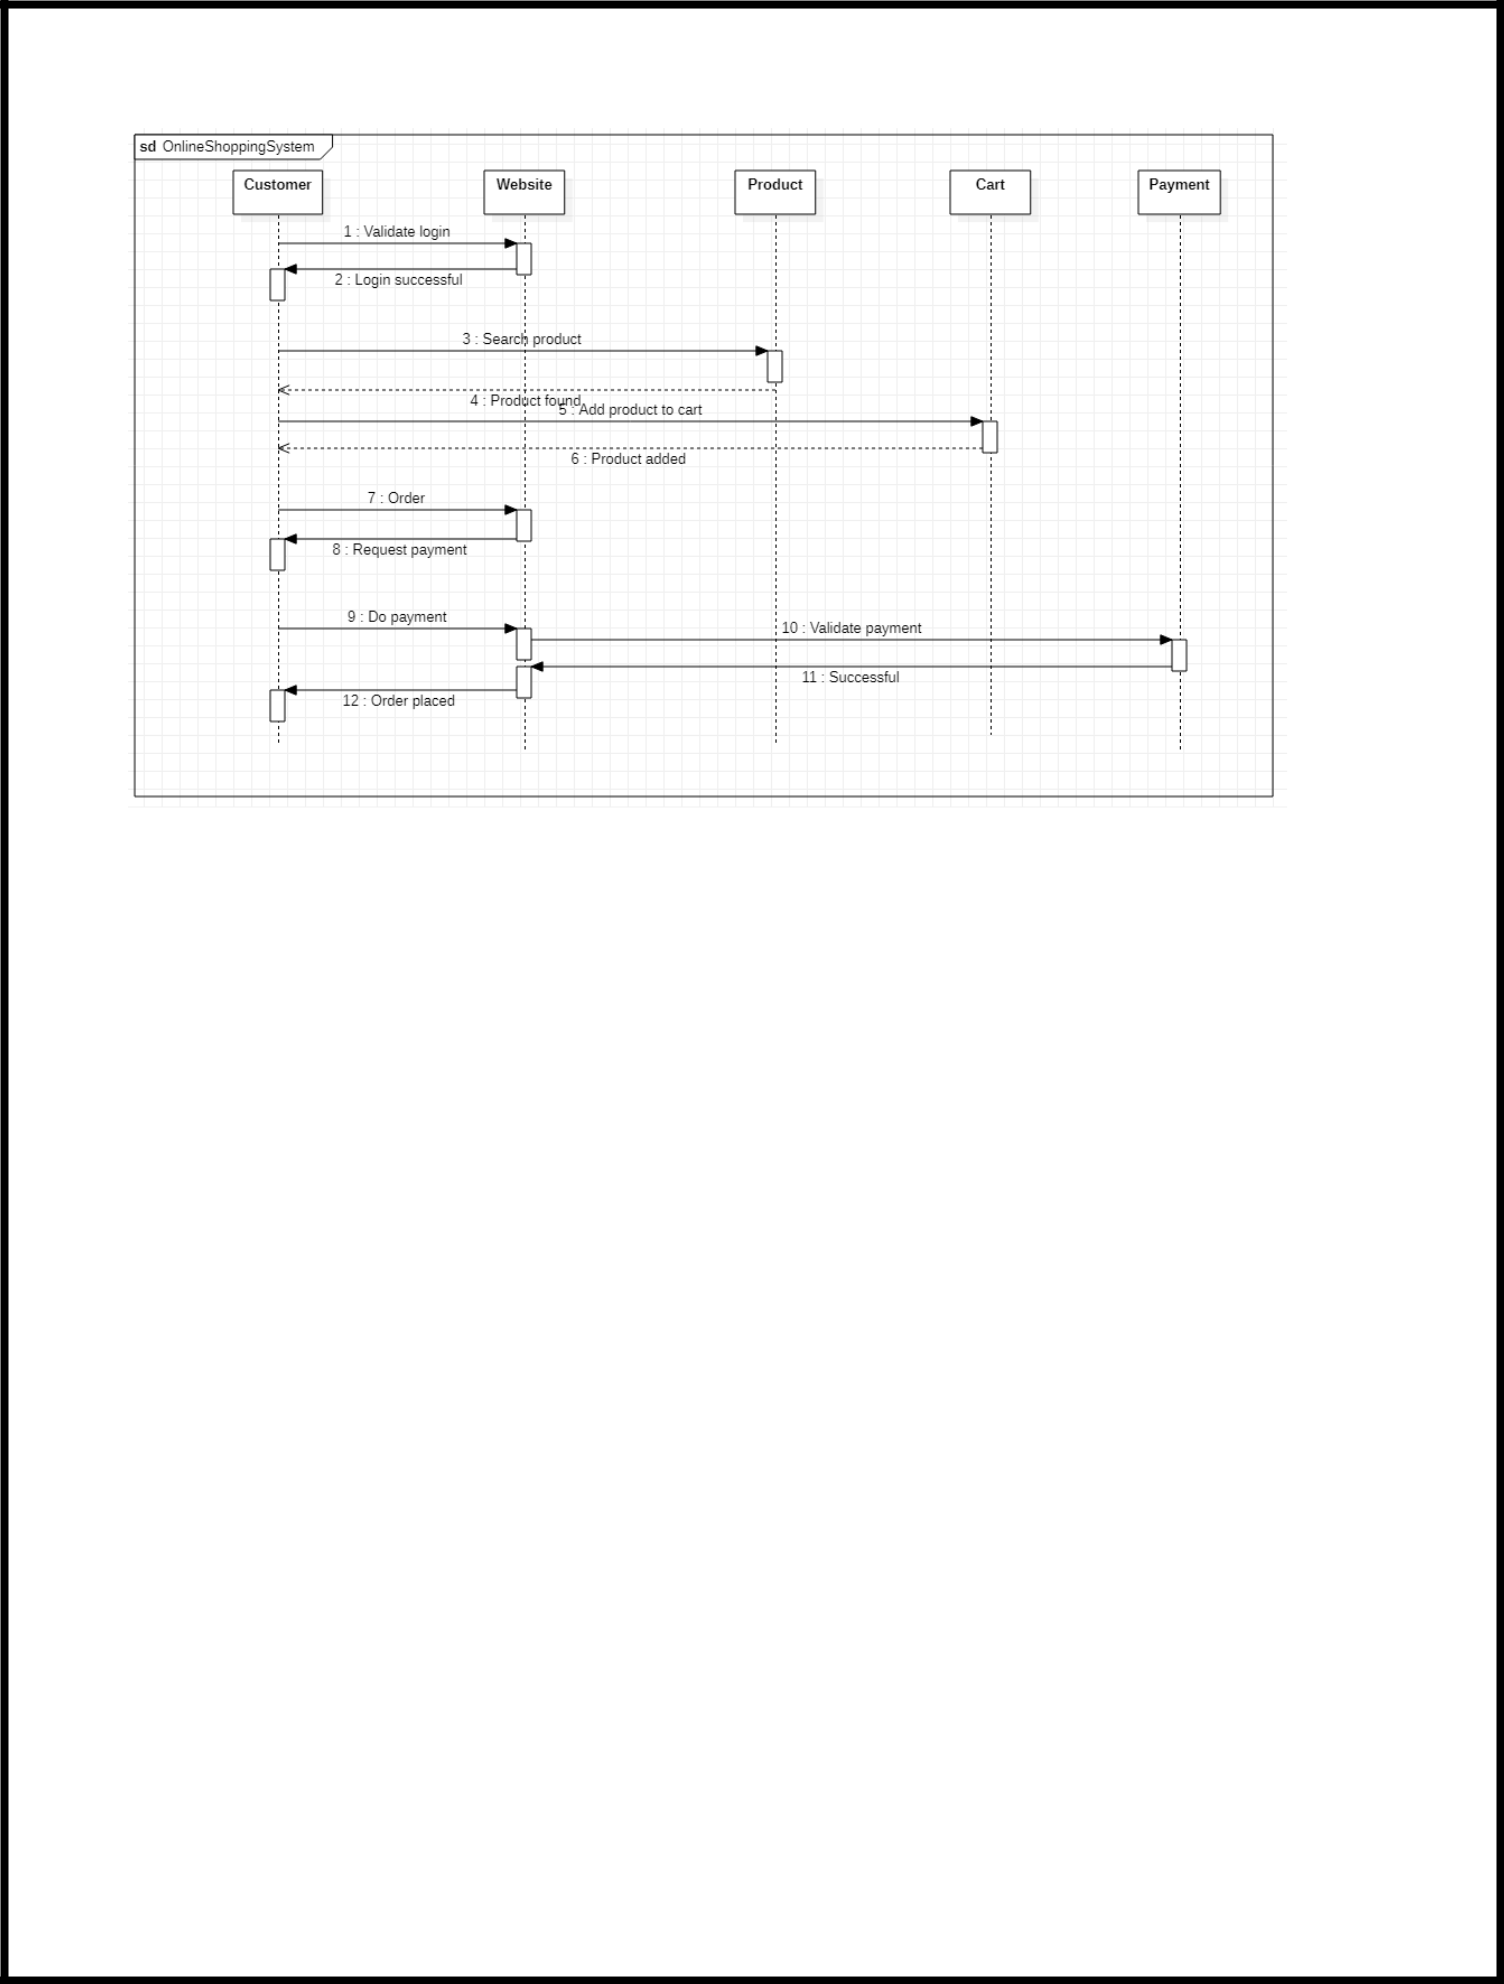 sd OnlineShoppingSystem
Customer
Website
Product
Cart
Payment
1 : Validate login
2 : Login successful
3 : Search product
4 : Product found
5 : Add product to cart
6 : Product added
7 : Order
8 : Request payment
9 : Do payment
10 : Validate payment
11 : Successful
12 : Order placed